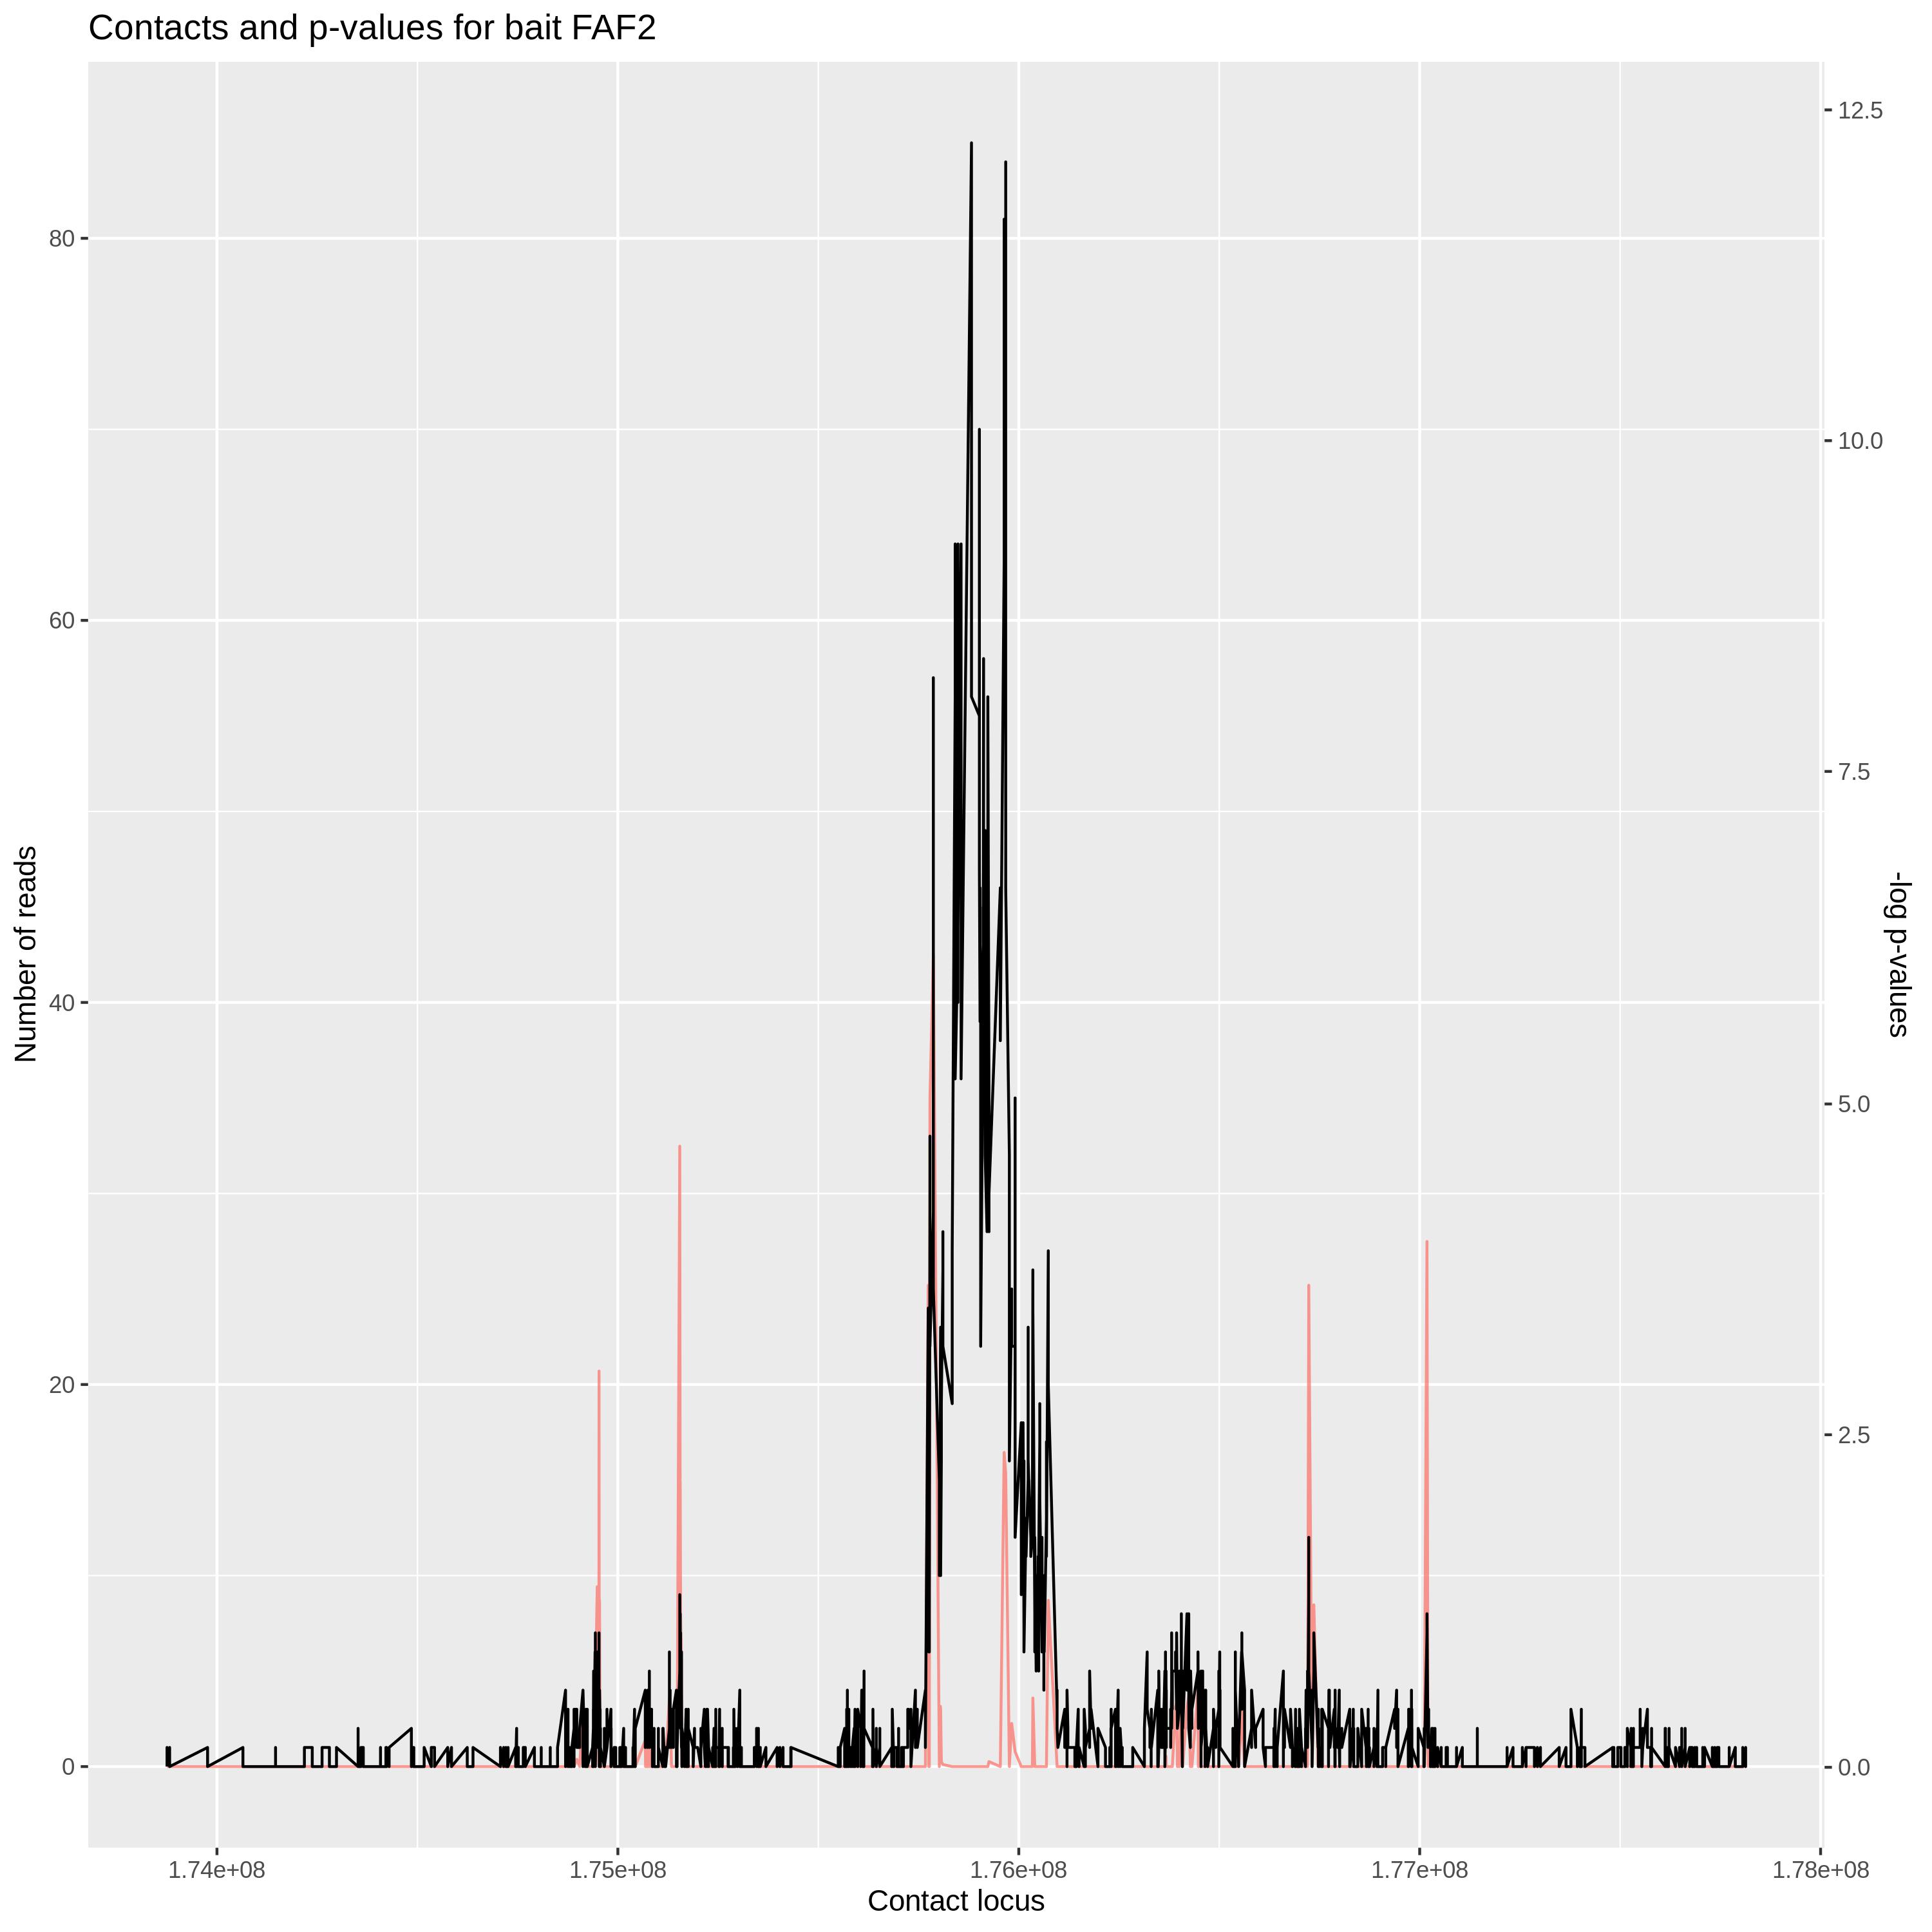 Contacts and p-values for bait FAF2
12.5
80
10.0
60
7.5
Number of reads
-log p-values
40
5.0
20
2.5
0
0.0
1.74e+08
1.75e+08
1.76e+08
1.77e+08
1.78e+08
Contact locus